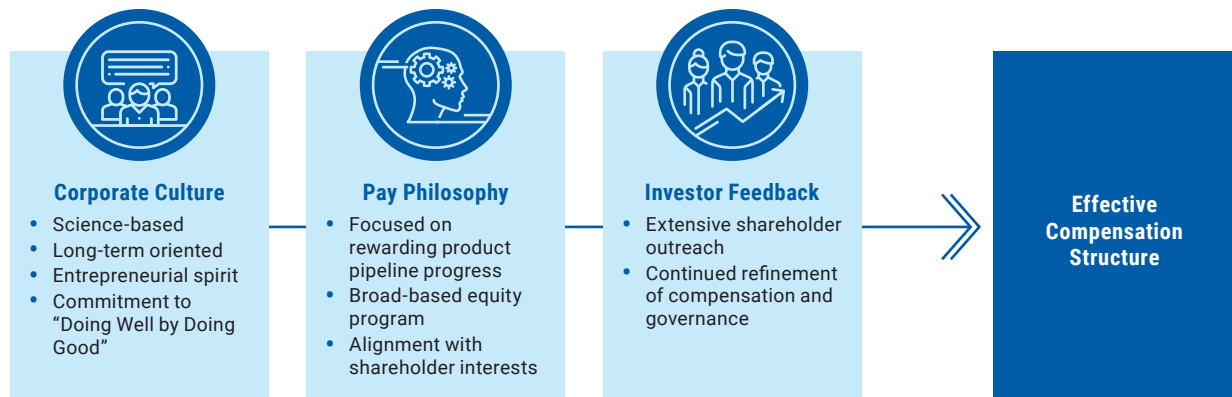 Corporate Culture
• Science-based
• Long-term oriented
• Entrepreneurial spirit
• Commitment to
“Doing Well by Doing
Good”
Pay Philosophy
• Focused on
rewarding product
pipeline progress
• Broad-based equity
program
• Alignment with
shareholder interests
Investor Feedback
• Extensive shareholder
outreach
• Continued refinement
of compensation and
governance
Effective
Compensation
Structure